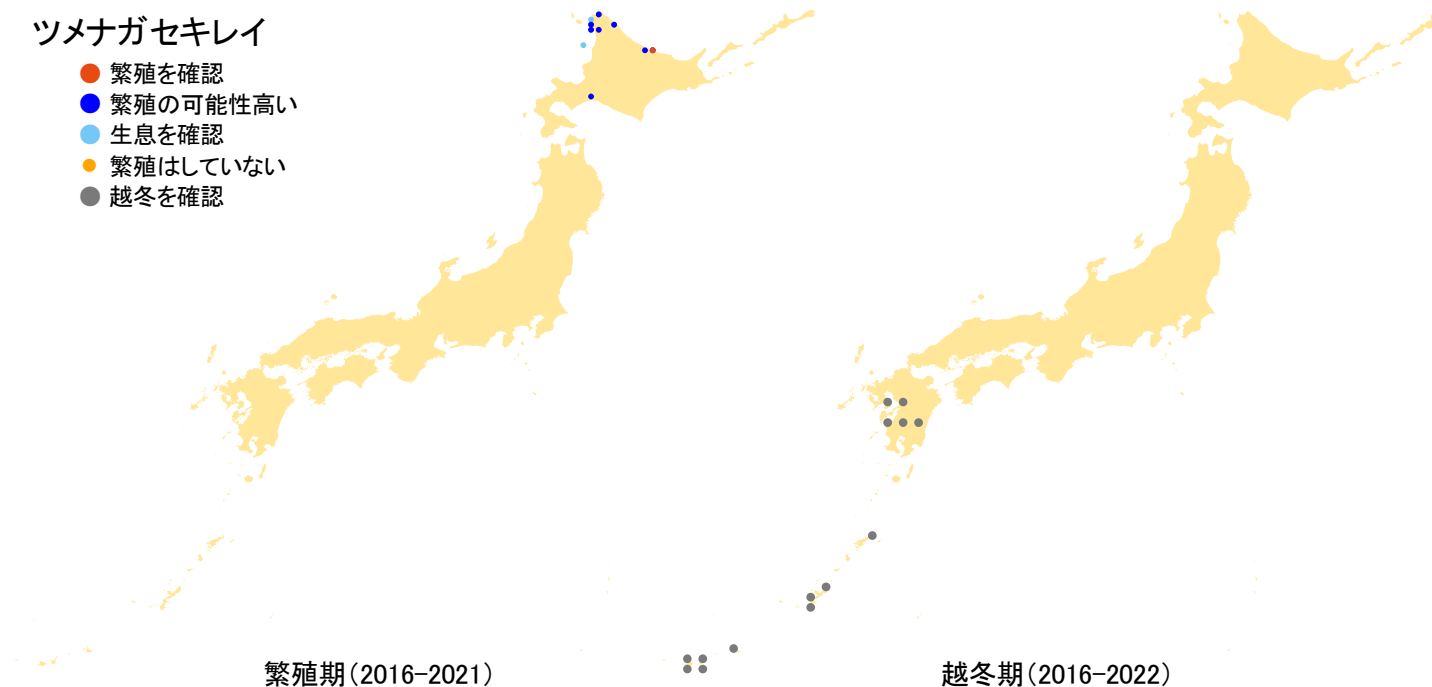 ツメナガセキレイ
繁殖を確認
繁殖の可能性高い
生息を確認
繁殖はしていない
越冬を確認
繁殖期(2016-2021)
越冬期(2016-2022)